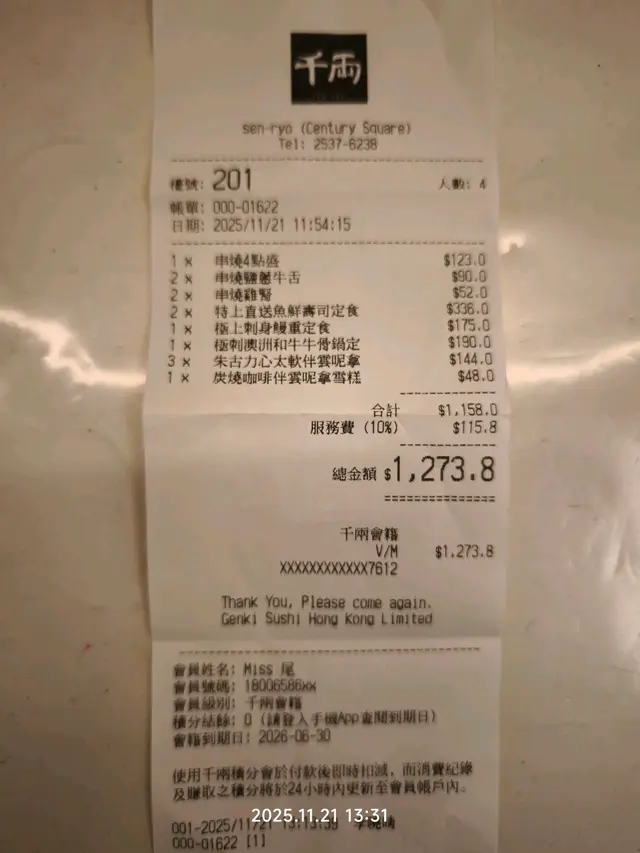 千両
sen-ryo (Century Square)
Tel: 2537-6238
檯號: 201 人數: 4
帳單: 000-01622
日期: 2025/11/21 11:54:15
1 × 串燒4點盛 $123.0
2 × 串燒鹽蔥牛舌 $90.0
2 × 串燒雞腎 $52.0
2 × 特上直送魚鮮壽司定食 $336.0
1 × 極上刺身鰻重定食 $175.0
1 × 極刺澳洲和牛牛骨鍋定 $190.0
3 × 朱古力心太軟伴雲呢拿 $144.0
1 × 炭燒咖啡伴雲呢拿雪糕 $48.0
合計 $1,158.0
服務費 (10%) $115.8
總金額 $1,273.8
千兩會籍
V/M $1,273.8
XXXXXXXXXXXX7612
Thank You, Please come again.
Genki Sushi Hong Kong Limited
會員姓名: Miss 尾
會員號碼: 18006586xx
會員級別: 千兩會籍
積分結餘: 0 (請登入手機App查閱到期日)
會籍到期日: 2026-06-30
使用千兩積分會於付款後即時扣減, 而消費紀錄
及賺取之積分將於24小時內更新至會員帳戶內。
2025.11.21 13:31
001-2025/11/21
000-01622 [1]